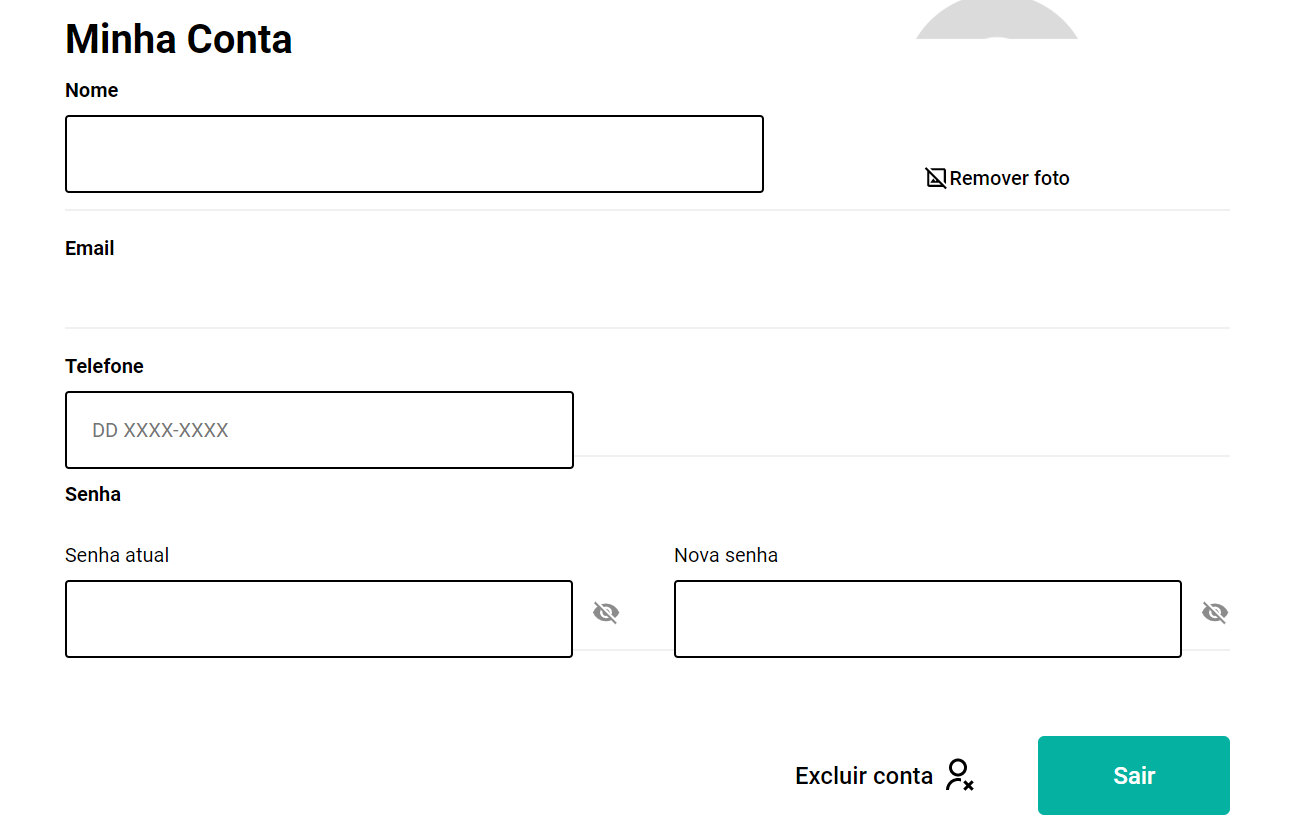 Minha Conta
Nome
Remover foto
Email
Telefone
DD XXXX-XXXX
Senha
Senha atual
Nova senha
Excluir conta
Sair